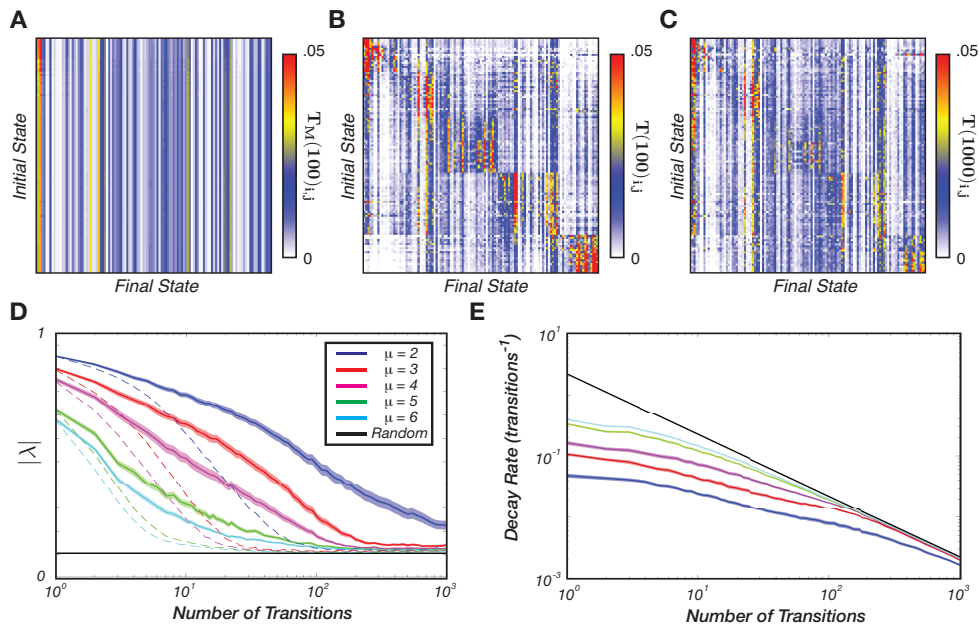 A
B
C
Initial State
Final State
.05
0
T_M(100)_{i,j}
Initial State
Final State
.05
0
T(100)_{i,j}
Initial State
Final State
.05
0
T(1000)_{i,j}
D
1
0
|λ|
10^0
10^1
10^2
10^3
Number of Transitions
μ = 2
μ = 3
μ = 4
μ = 5
μ = 6
Random
E
10^1
10^-1
10^-3
Decay Rate (transitions^-1)
10^0
10^1
10^2
10^3
Number of Transitions